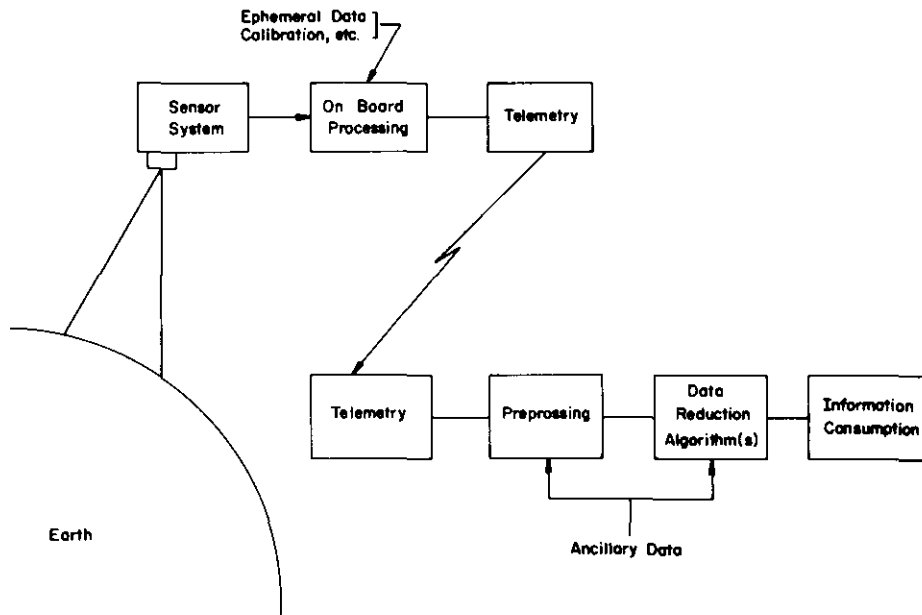 Ephemeral Data
Calibration, etc.
Sensor
System
On Board
Processing
Telemetry
Telemetry
Preprossing
Data
Reduction
Algorithm(s)
Information
Consumption
Earth
Ancillary Data